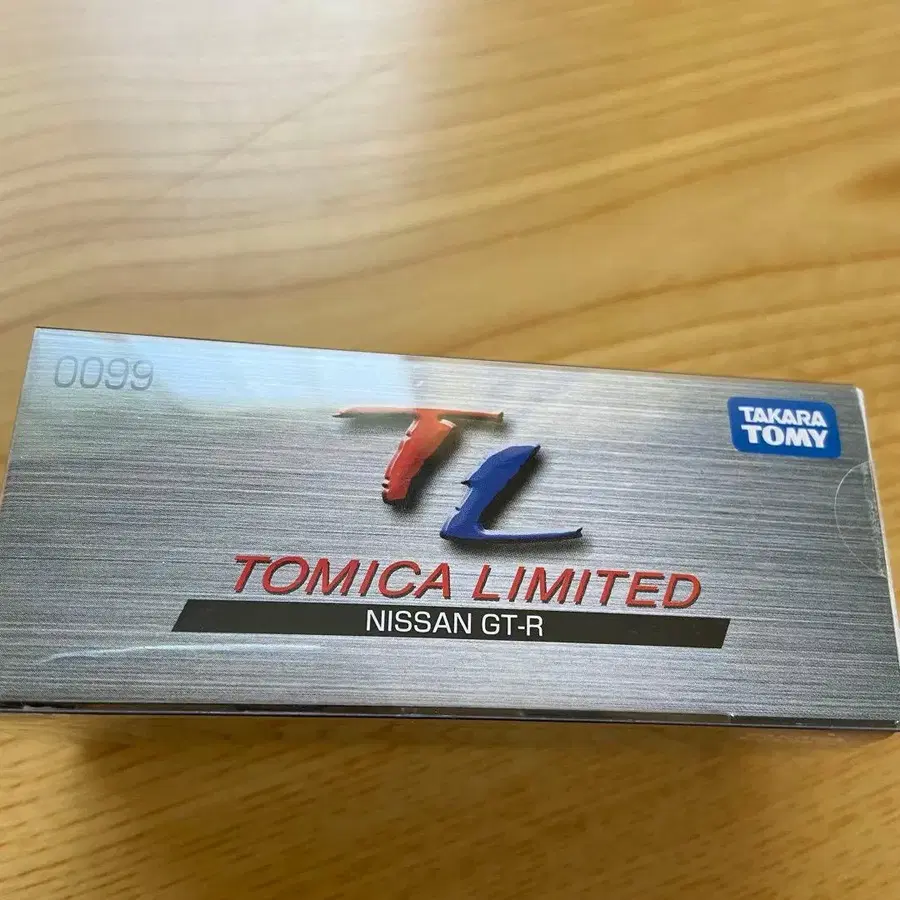 0099
TAKARA
TOMY
TL
TOMICA LIMITED
NISSAN GT-R